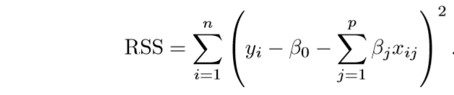 RSS = \sum_{i=1}^{n} \left( y_i - \beta_0 - \sum_{j=1}^{p} \beta_j x_{ij} \right)^2 .